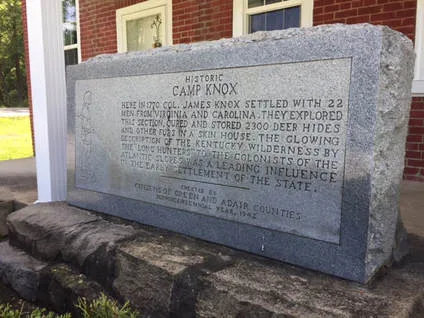 HISTORIC
CAMP KNOX
HERE IN 1770 COL. JAMES KNOX SETTLED WITH 22
MEN FROM VIRGINIA AND CAROLINA. THEY EXPLORED
THIS SECTION, CURED AND STORED 2300 DEER HIDES
AND OTHER FURS IN A SKIN HOUSE. THE GLOWING
DESCRIPTION OF THE KENTUCKY WILDERNESS BY
THE "LONG HUNTERS" TO THE COLONISTS OF THE
ATLANTIC SLOPES WAS A LEADING INFLUENCE
IN THE EARLY SETTLEMENT OF THE STATE.
ERECTED BY
CITIZENS OF GREEN AND ADAIR COUNTIES
SESQUICENTENNIAL YEAR, 1942